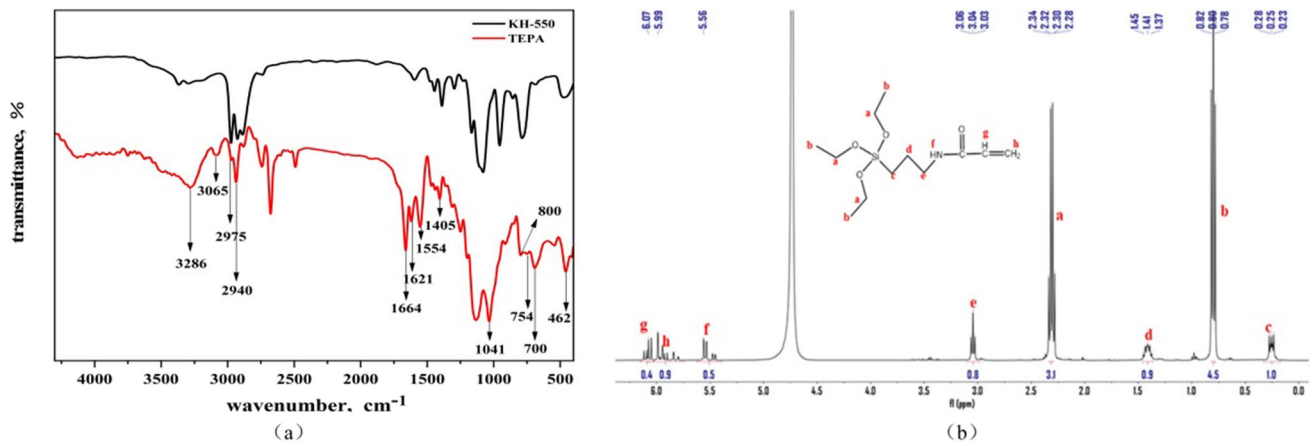 KH-550
TEPA
transmittance, %
3065
2975
3286
2940
1664
1621
1554
1405
1041
800
754
700
462
4000 3500 3000 2500 2000 1500 1000 500
wavenumber, cm-1
(a)
6.07
5.99
5.56
3.06
3.04
3.03
2.34
2.32
2.30
2.28
1.45
1.41
1.37
0.82
0.80
0.78
0.28
0.25
0.23
b
a
b O
O f O g h
Si d NH H CH2
a O c e
a
b
g h f e a d b c
0.4 0.9 0.5 0.8 3.1 0.9 4.5 1.0
6.0 5.5 5.0 4.5 4.0 3.5 3.0 2.5 2.0 1.5 1.0 0.5 0.0
f1 (ppm)
(b)